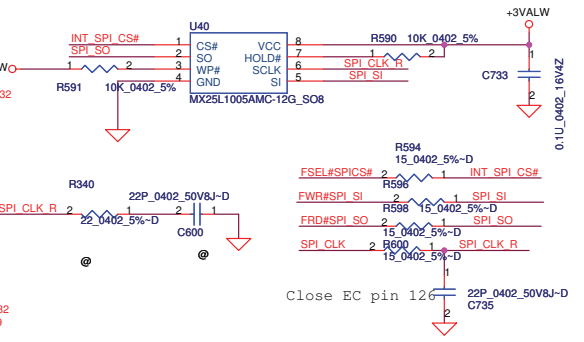 +3VALW
U40
INT_SPI_CS# 1 CS# VCC 8 R590 10K_0402_5%
SPI_SO 2 SO HOLD# 7 1 2
W 3 WP# SCLK 6 SPI_CLK_R
1 2 4 GND SI 5 SPI_SI
R591 10K_0402_5%
MX25L1005AMC-12G_SO8
32
1
C733
2
0.1U_0402_16V4Z
R594
15_0402_5%~D
FSEL#SPICS# 2 1 INT_SPI_CS#
R596
FWR#SPI_SI 2 1 SPI_SI
R598 15_0402_5%~D
FRD#SPI_SO 2 1 SPI_SO
15_0402_5%~D
SPI_CLK 2 R600 1 SPI_CLK_R
15_0402_5%~D
R340
22P_0402_50V8J~D
SPI_CLK_R 2 1 2 1
22_0402_5%~D
C600
@ @
1
Close EC pin 126
22P_0402_50V8J~D
C735
2
32